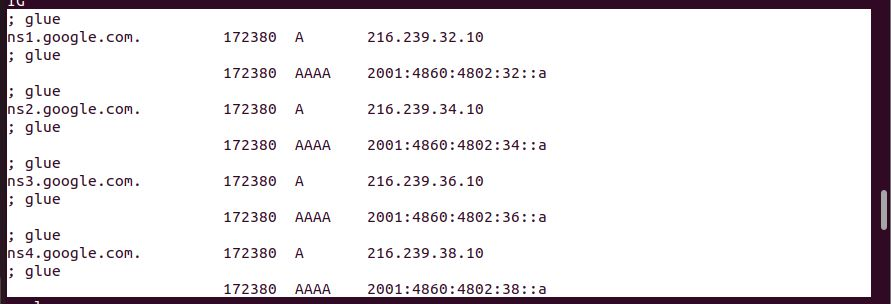 ; glue
ns1.google.com. 172380 A 216.239.32.10
; glue
172380 AAAA 2001:4860:4802:32::a
; glue
ns2.google.com. 172380 A 216.239.34.10
; glue
172380 AAAA 2001:4860:4802:34::a
; glue
ns3.google.com. 172380 A 216.239.36.10
; glue
172380 AAAA 2001:4860:4802:36::a
; glue
ns4.google.com. 172380 A 216.239.38.10
; glue
172380 AAAA 2001:4860:4802:38::a